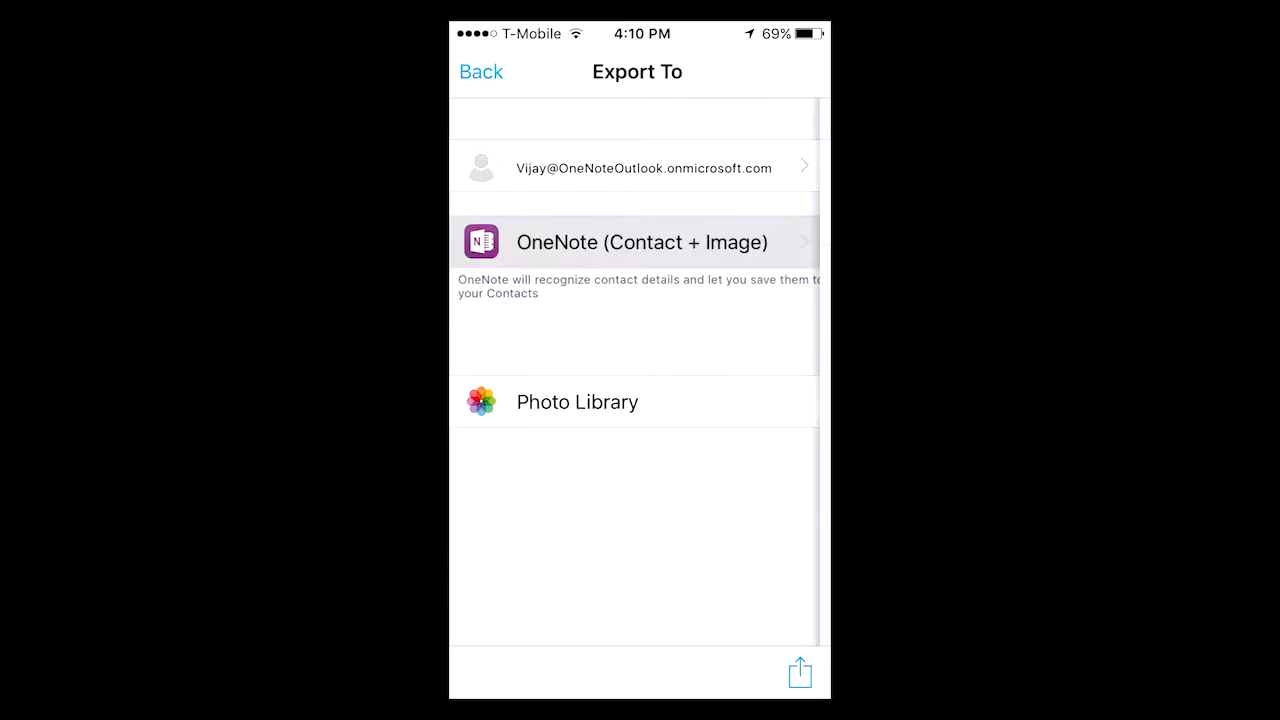 T-Mobile 4:10 PM 69%
Back Export To
Vijay@OneNoteOutlook.onmicrosoft.com
N OneNote (Contact + Image)
OneNote will recognize contact details and let you save them to
your Contacts
Photo Library